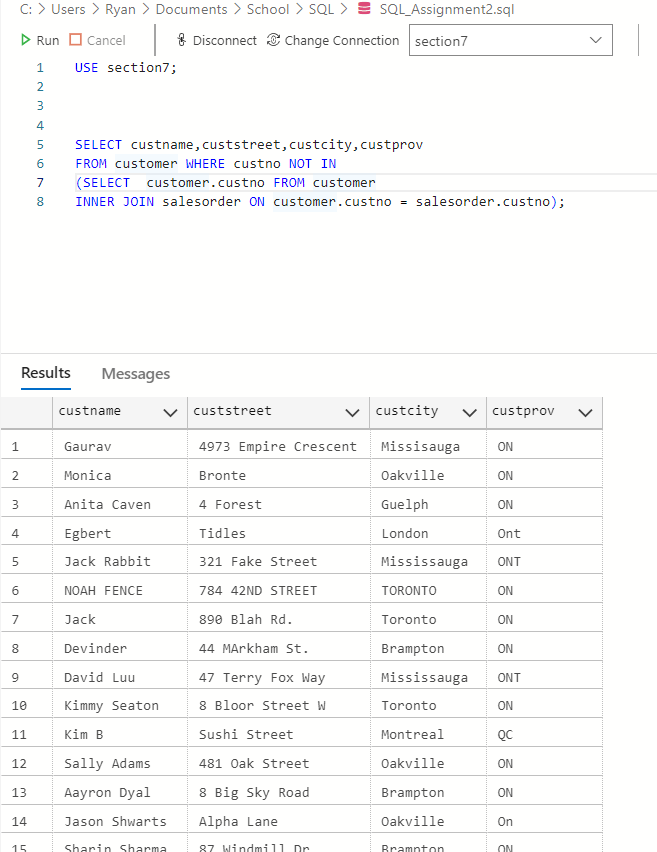 C: > Users > Ryan > Documents > School > SQL > SQL_Assignment2.sql
Run Cancel Disconnect Change Connection section7
1 USE section7;
2
3
4
5 SELECT custname,custstreet,custcity,custprov
6 FROM customer WHERE custno NOT IN
7 (SELECT  customer.custno FROM customer
8 INNER JOIN salesorder ON customer.custno = salesorder.custno);
Results Messages
custname custstreet custcity custprov
1 Gaurav 4973 Empire Crescent Missisauga ON
2 Monica Bronte Oakville ON
3 Anita Caven 4 Forest Guelph ON
4 Egbert Tidles London Ont
5 Jack Rabbit 321 Fake Street Mississauga ONT
6 NOAH FENCE 784 42ND STREET TORONTO ON
7 Jack 890 Blah Rd. Toronto ON
8 Devinder 44 MArkham St. Brampton ON
9 David Luu 47 Terry Fox Way Mississauga ONT
10 Kimmy Seaton 8 Bloor Street W Toronto ON
11 Kim B Sushi Street Montreal QC
12 Sally Adams 481 Oak Street Oakville ON
13 Aayron Dyal 8 Big Sky Road Brampton ON
14 Jason Shwarts Alpha Lane Oakville On
15 Sharin Sharma 87 Windmill Dr Brampton ON